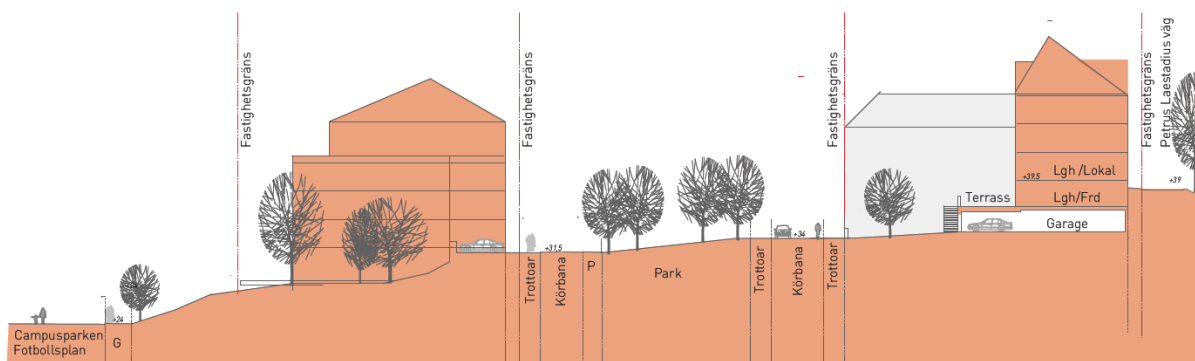 Fastighetsgräns
Fastighetsgräns
Fastighetsgräns
Fastighetsgräns
Petrus Laestadius väg
Lgh /Lokal
+39.5
+39
Terrass
Lgh/Frd
Garage
+31,5
+34
P
Trottoar
Körbana
Park
Trottoar
Körbana
Trottoar
+24
Campusparken
Fotbollsplan
G